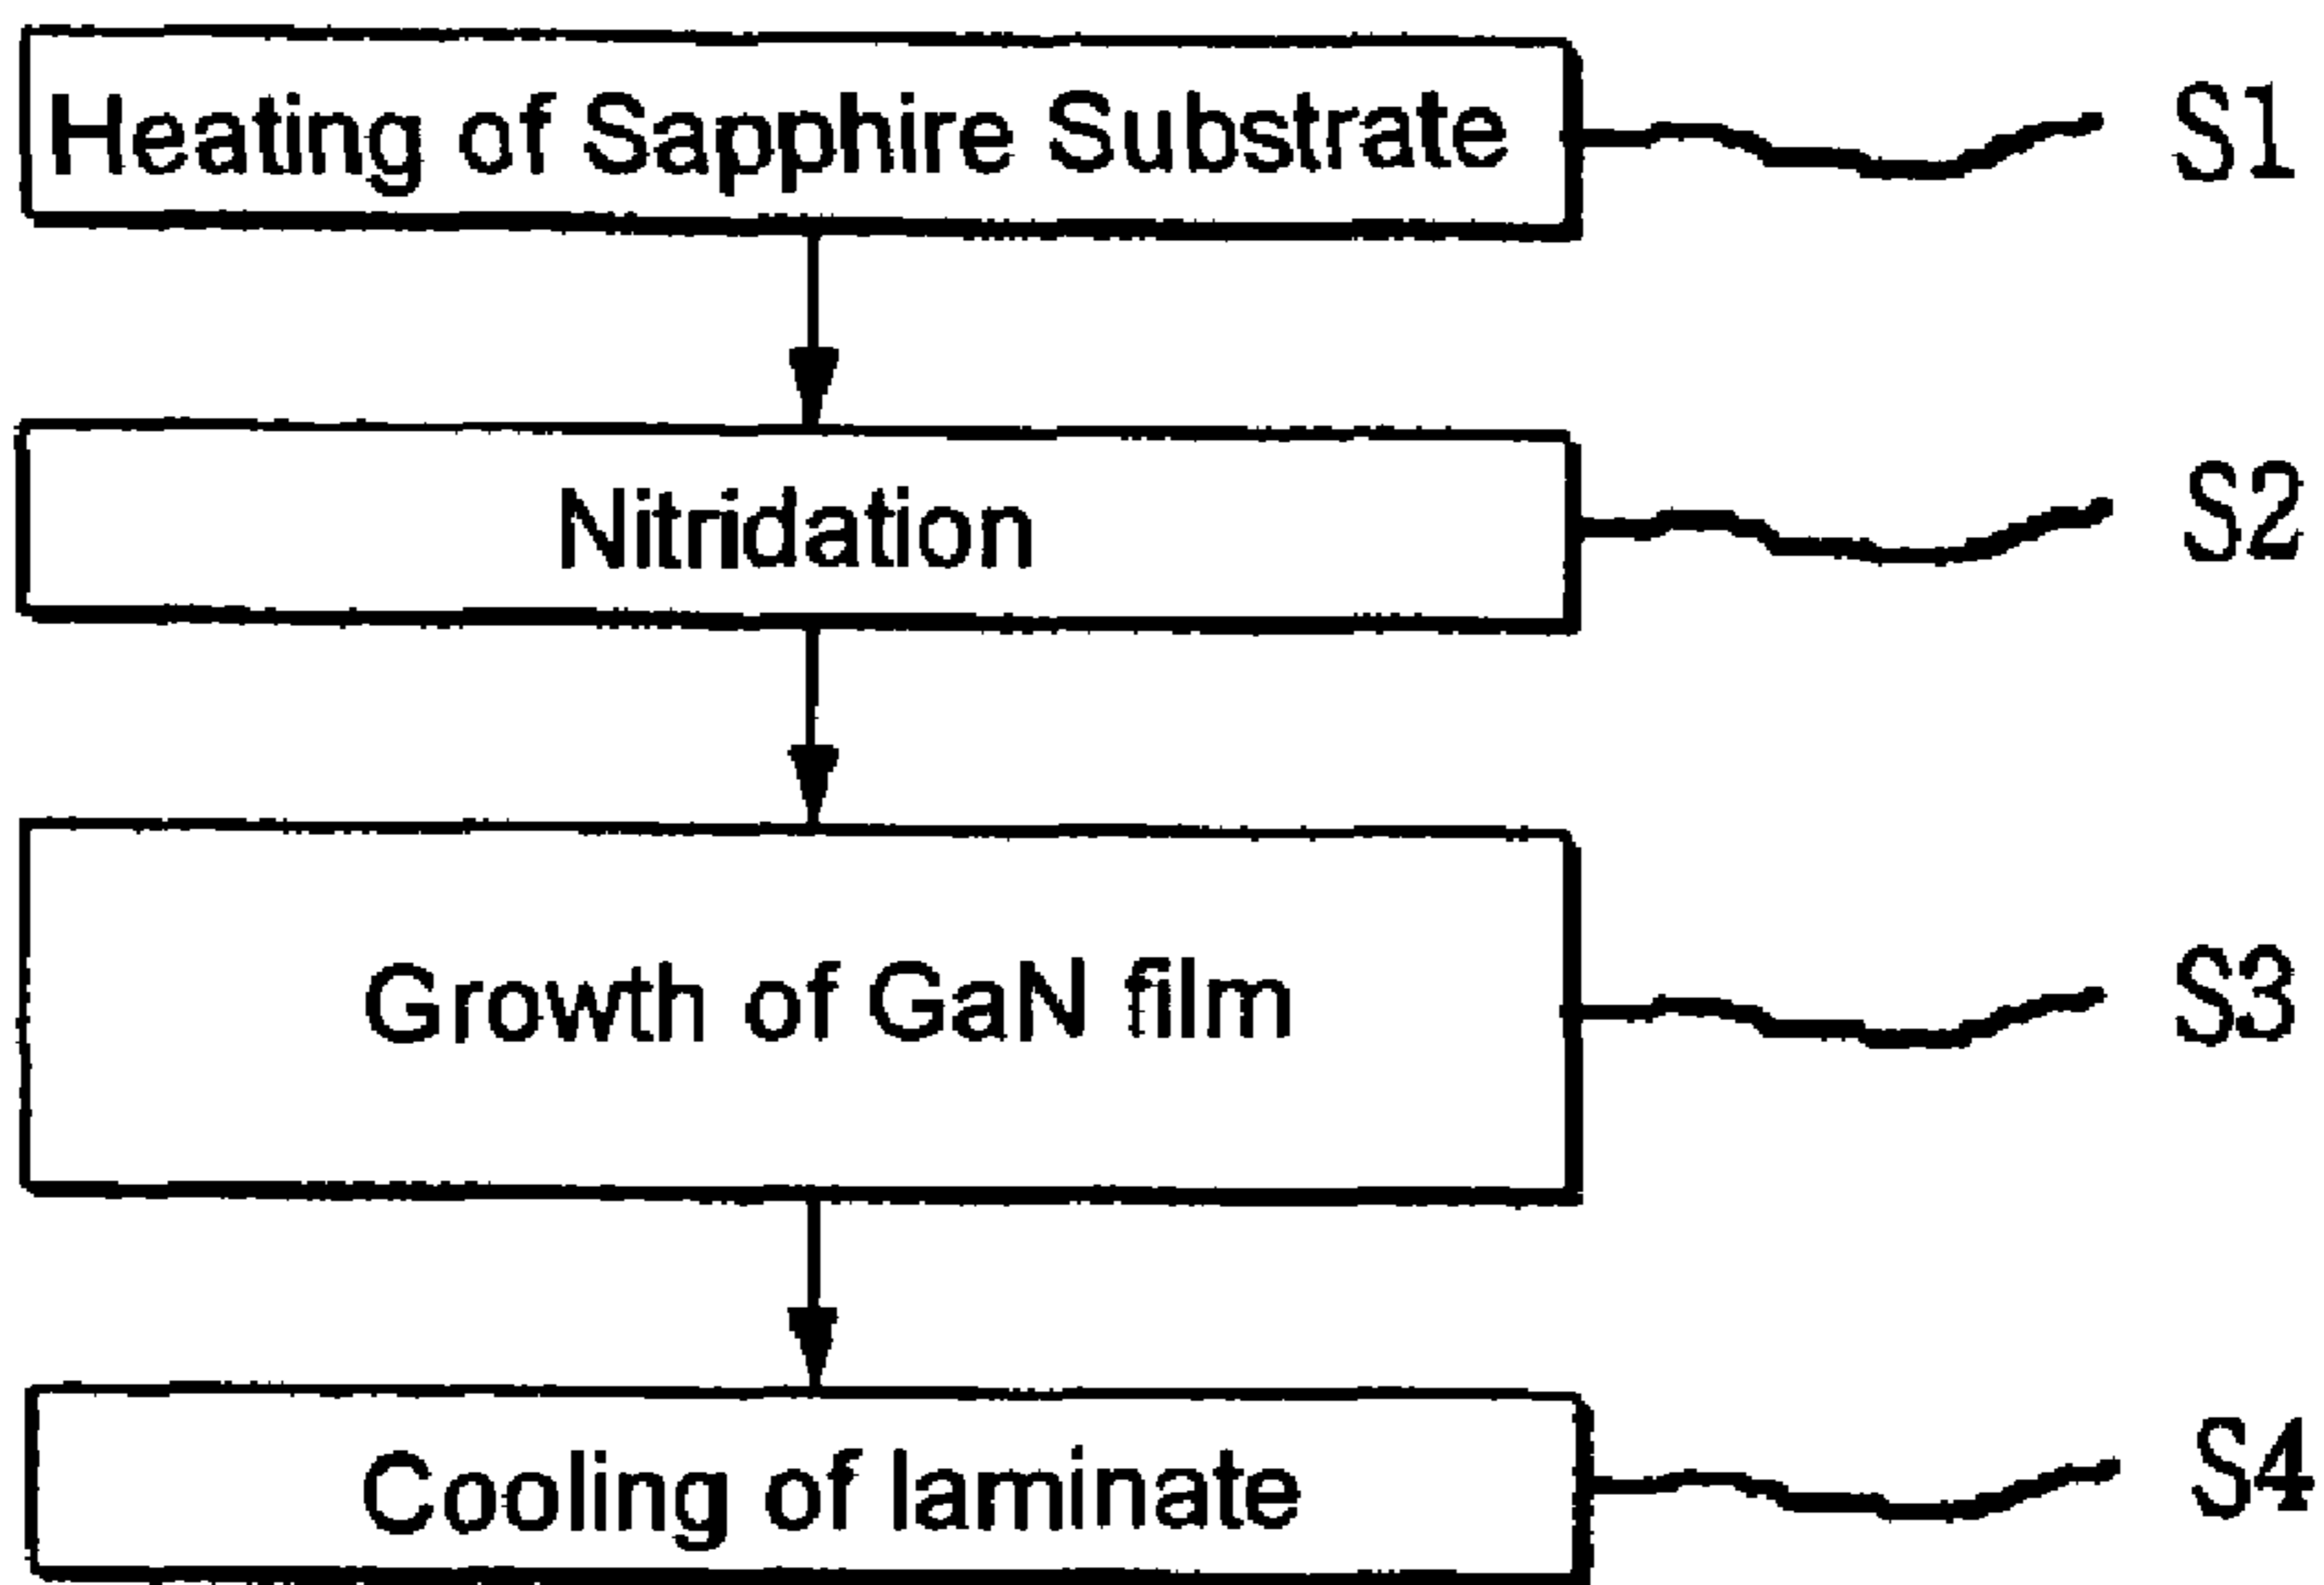 Heating of Sapphire Substrate S1
Nitridation S2
Growth of GaN film S3
Cooling of laminate S4